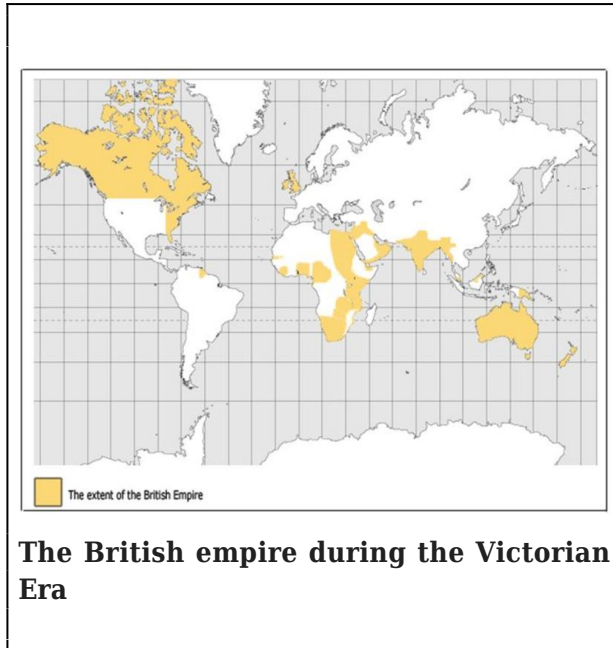 The extent of the British Empire
The British empire during the Victorian
Era